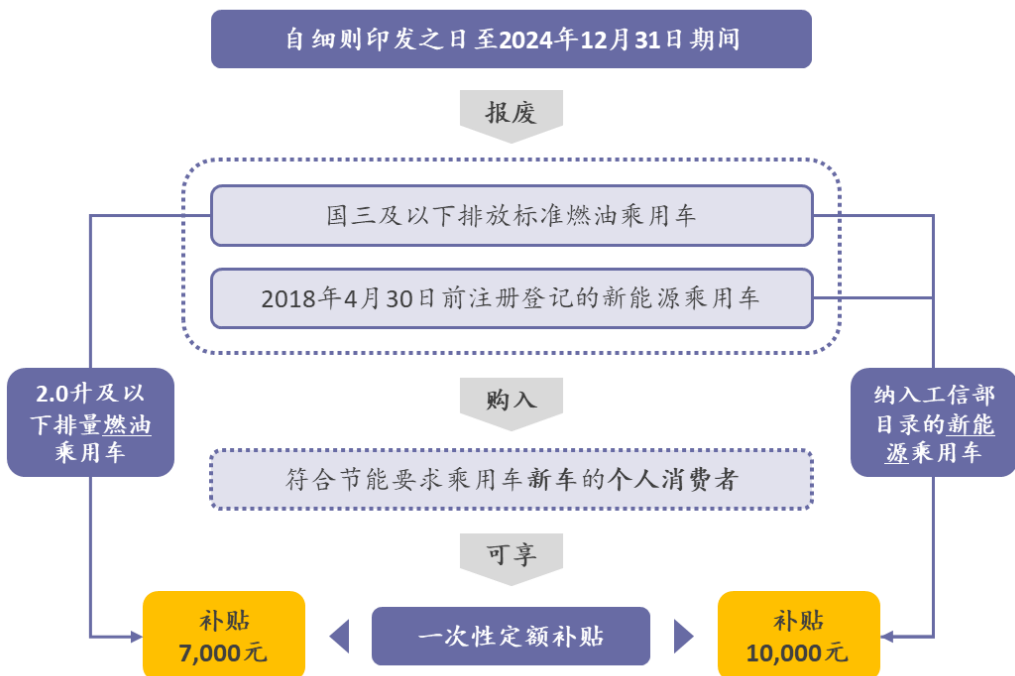 自细则印发之日至2024年12月31日期间
报废
国三及以下排放标准燃油乘用车
2018年4月30日前注册登记的新能源乘用车
2.0升及以
下排量燃油
乘用车
购入
纳入工信部
目录的新能
源乘用车
符合节能要求乘用车新车的个人消费者
可享
补贴
7,000元
一次性定额补贴
补贴
10,000元